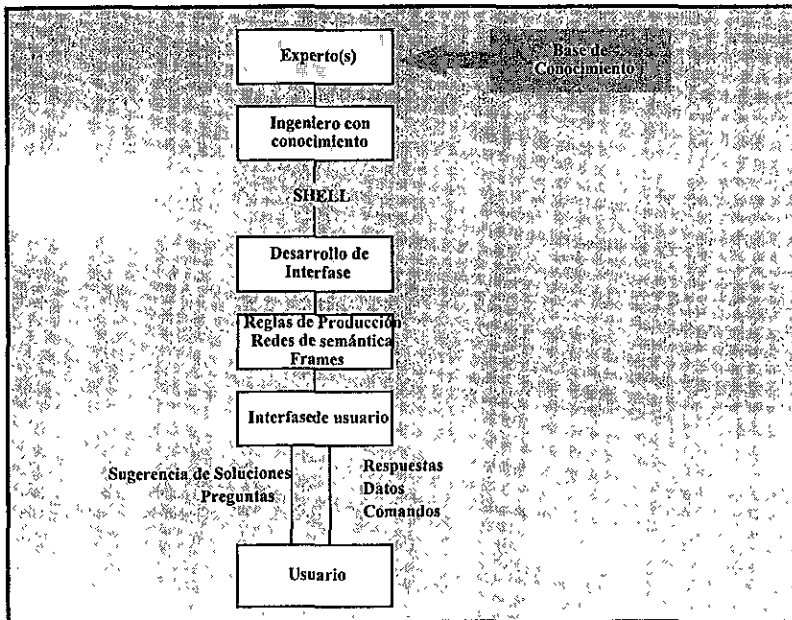 Experto(s)
Base de
Conocimiento
Ingeniero con
conocimiento
SHELL
Desarrollo de
Interfase
Reglas de Producción
Redes de semántica
Frames
Interfasede usuario
Sugerencia de Soluciones
Preguntas
Respuestas
Datos
Comandos
Usuario